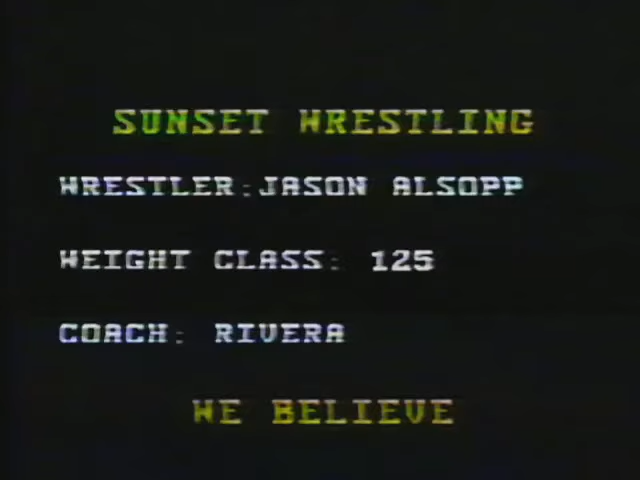 SUNSET WRESTLING
WRESTLER:JASON ALSOPP
WEIGHT CLASS: 125
COACH: RIVERA
WE BELIEVE